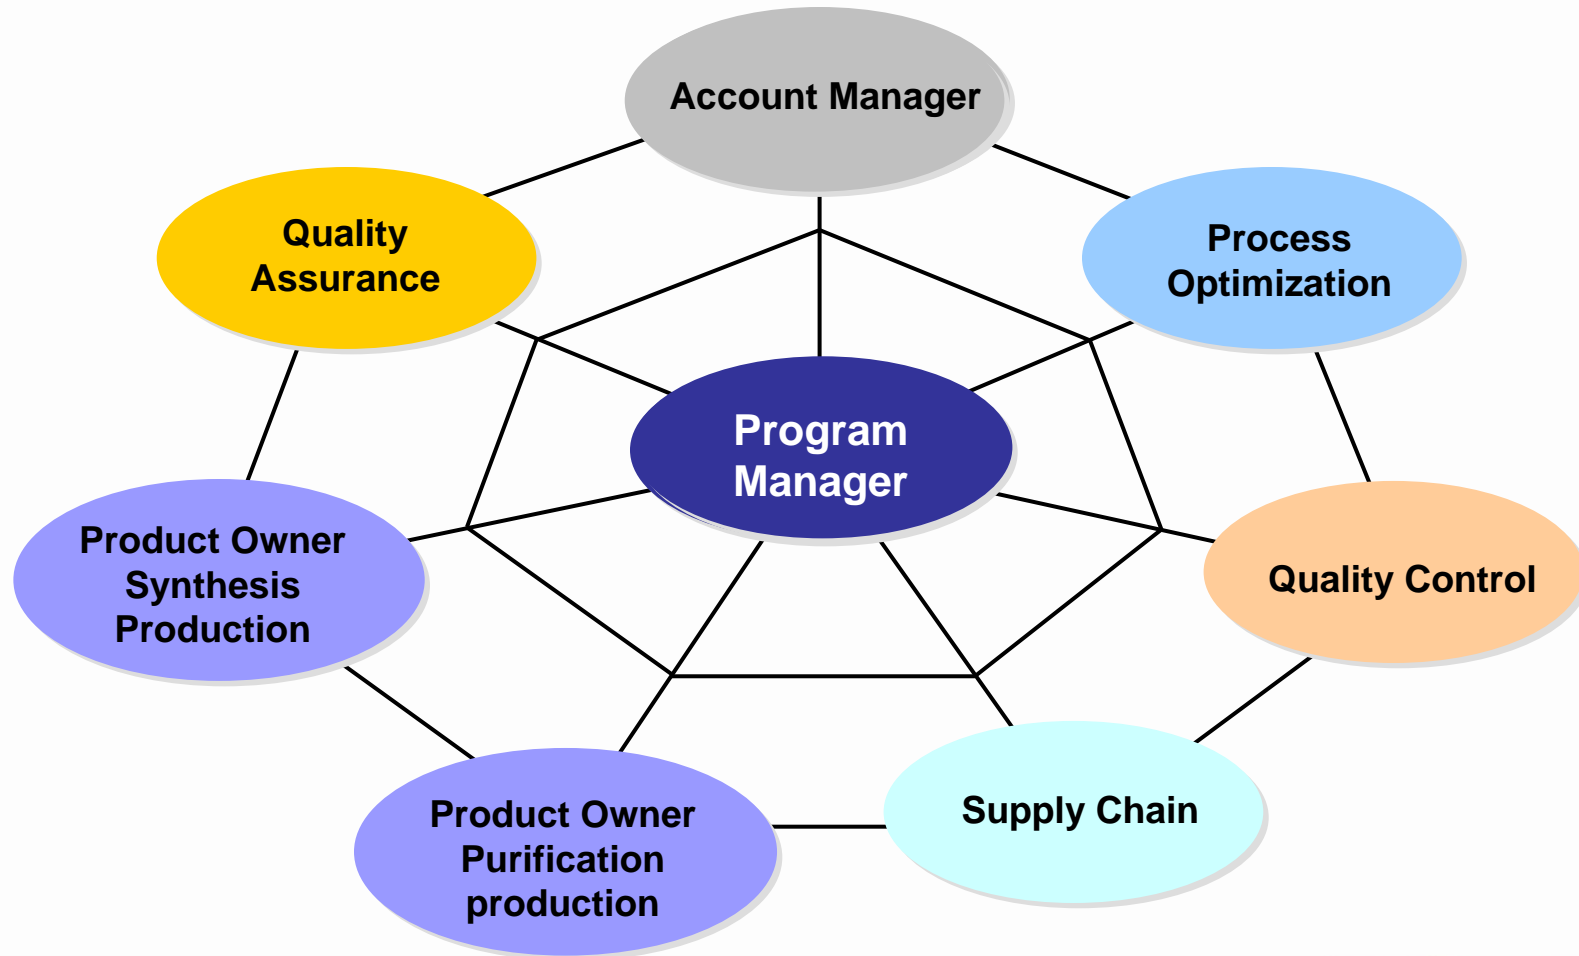 Account Manager
Quality
Assurance
Process
Optimization
Program
Manager
Product Owner
Synthesis
Production
Quality Control
Product Owner
Purification
production
Supply Chain